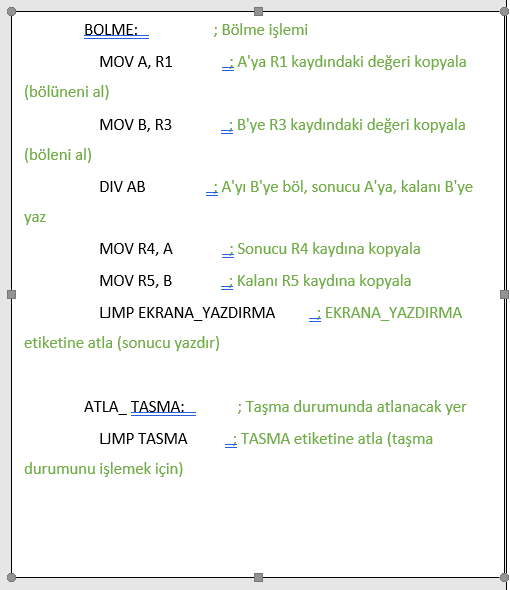 BOLME: ; Bölme işlemi
MOV A, R1 ; A'ya R1 kaydındaki değeri kopyala
(bölüneni al)
MOV B, R3 ; B'ye R3 kaydındaki değeri kopyala
(böleni al)
DIV AB ; A'yı B'ye böl, sonucu A'ya, kalanı B'ye
yaz
MOV R4, A ; Sonucu R4 kaydına kopyala
MOV R5, B ; Kalanı R5 kaydına kopyala
LJMP EKRANA_YAZDIRMA ; EKRANA_YAZDIRMA
etiketine atla (sonucu yazdır)
ATLA_ TASMA: ; Taşma durumunda atlanacak yer
LJMP TASMA ; TASMA etiketine atla (taşma
durumunu işlemek için)